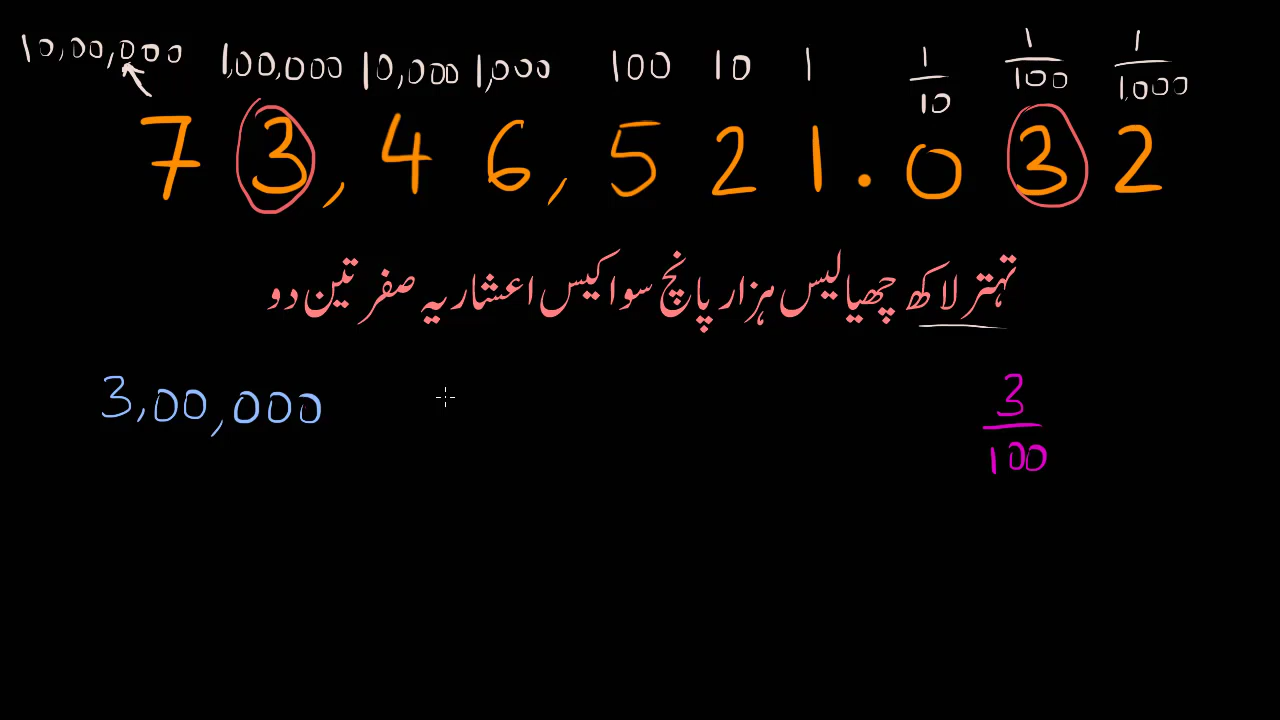 10,00,000 1,00,000 10,000 1,000 100 10 1 1/10 1/100 1/1,000
73,46,521.032
تہتر لاکھ چھیالیس ہزار پانچ سو اکیس اعشاریہ صفر تین دو
3,00,000 3/100